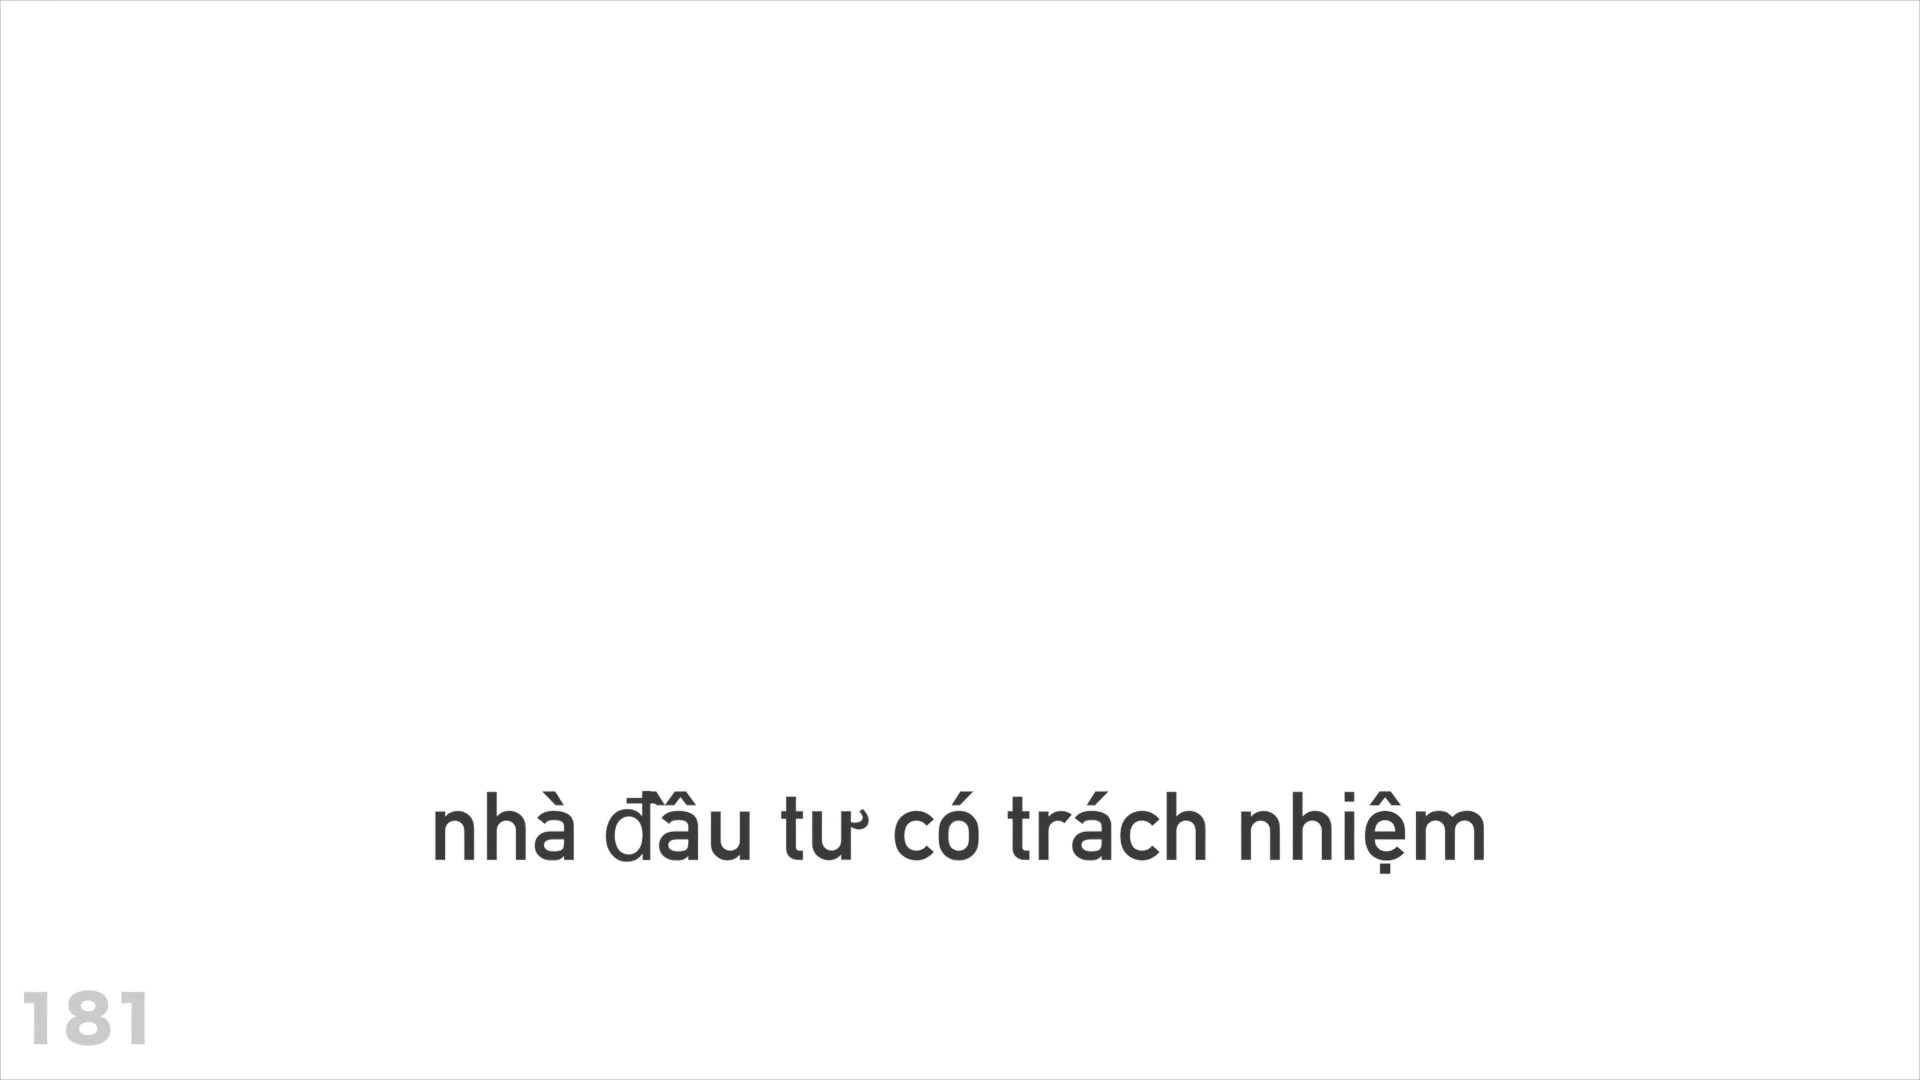 nhà đầu tư có trách nhiệm
181